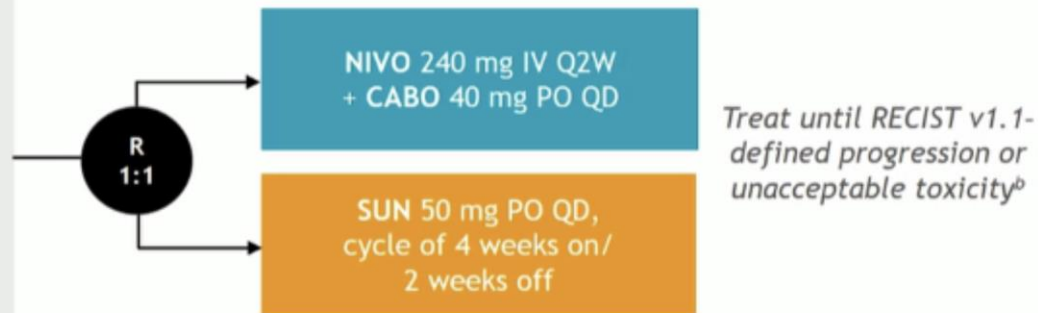 R
1:1
NIVO 240 mg IV Q2W
+ CABO 40 mg PO QD
SUN 50 mg PO QD,
cycle of 4 weeks on/
2 weeks off
Treat until RECIST v1.1-
defined progression or
unacceptable toxicityᵇ